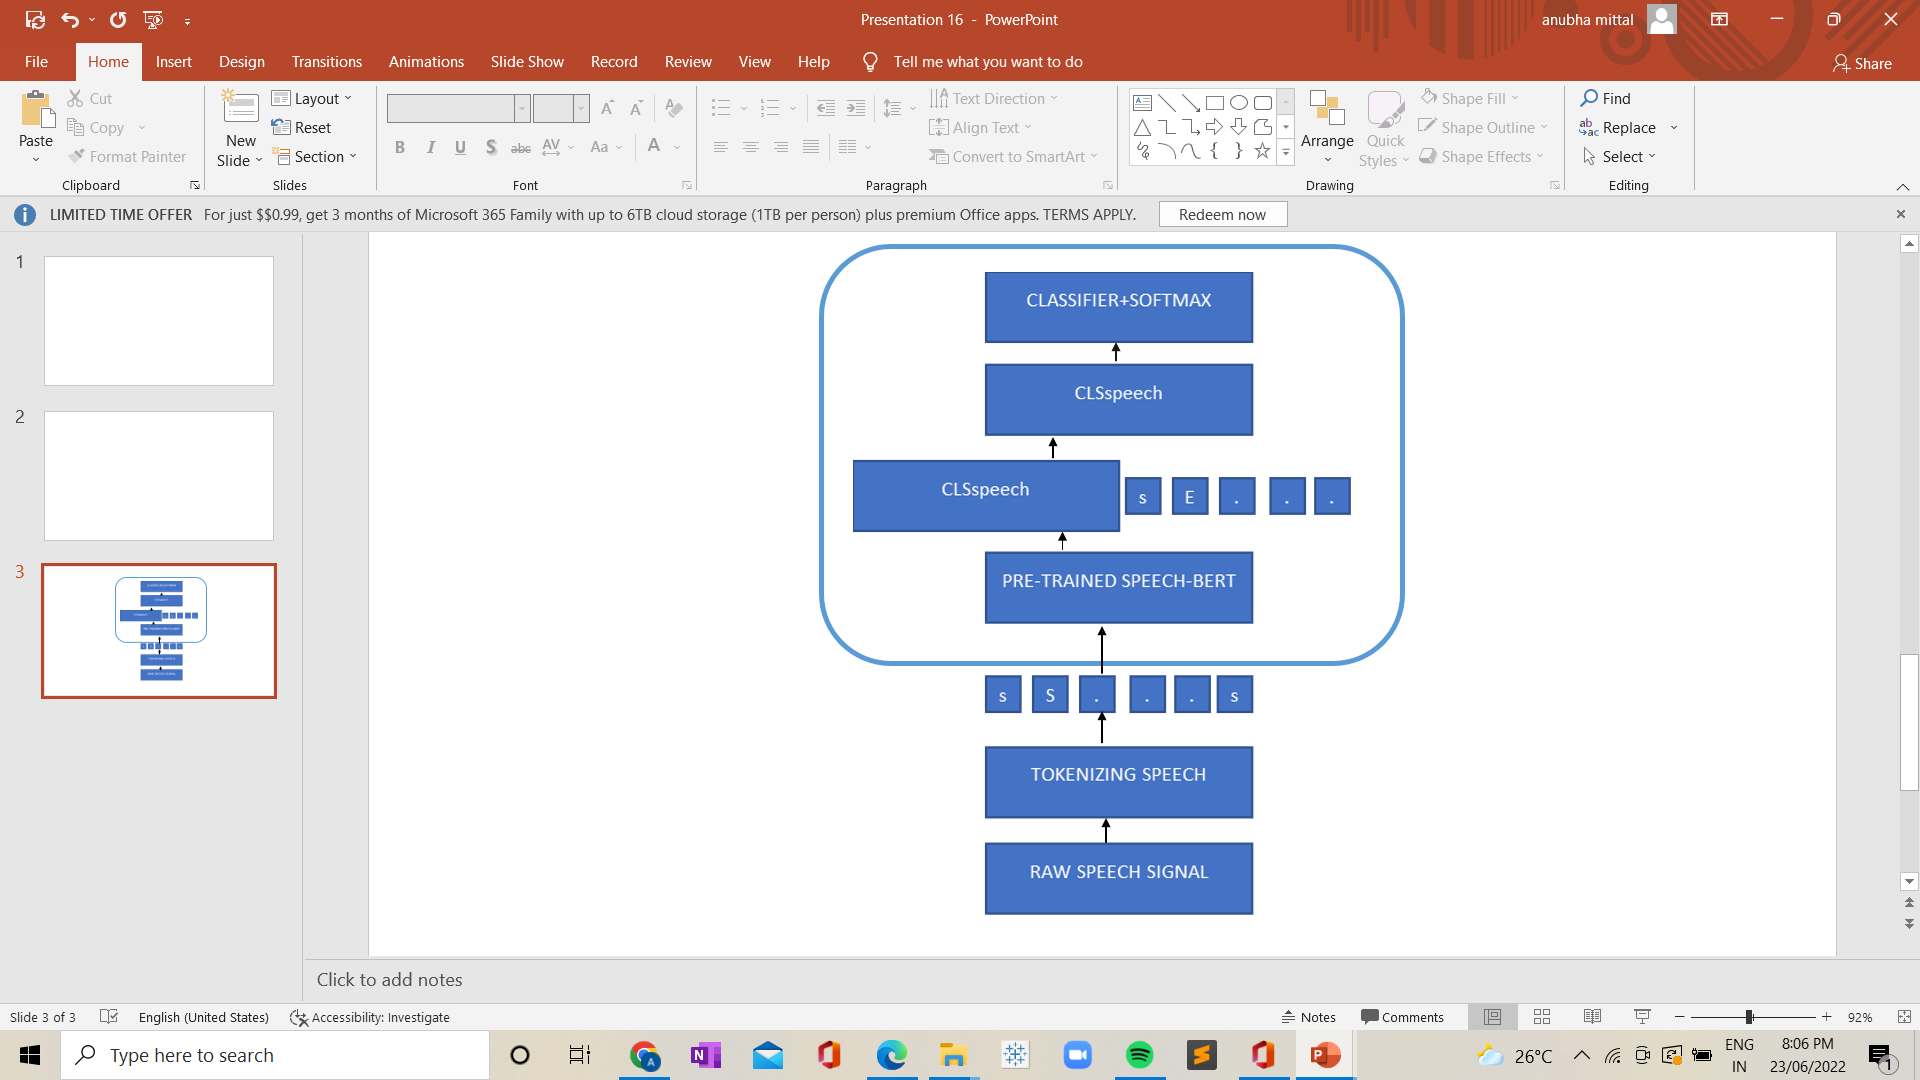 Presentation 16 - PowerPoint
anubha mittal
File Home Insert Design Transitions Animations Slide Show Record Review View Help Tell me what you want to do
Share
Paste
Cut
Copy
Format Painter
Clipboard
New Slide
Layout
Reset
Section
Slides
B I U S abc AV Aa A
Font
Text Direction
Align Text
Convert to SmartArt
Paragraph
Arrange
Quick Styles
Shape Fill
Shape Outline
Shape Effects
Drawing
Find
Replace
Select
Editing
LIMITED TIME OFFER For just $$0.99, get 3 months of Microsoft 365 Family with up to 6TB cloud storage (1TB per person) plus premium Office apps. TERMS APPLY. Redeem now
1
2
3
CLASSIFIER+SOFTMAX
CLSspeech
CLSspeech s E . . .
PRE-TRAINED SPEECH-BERT
s S . . . s
TOKENIZING SPEECH
RAW SPEECH SIGNAL
Click to add notes
Slide 3 of 3 English (United States) Accessibility: Investigate Notes Comments 92%
Type here to search
26°C
ENG
IN
8:06 PM
23/06/2022
1